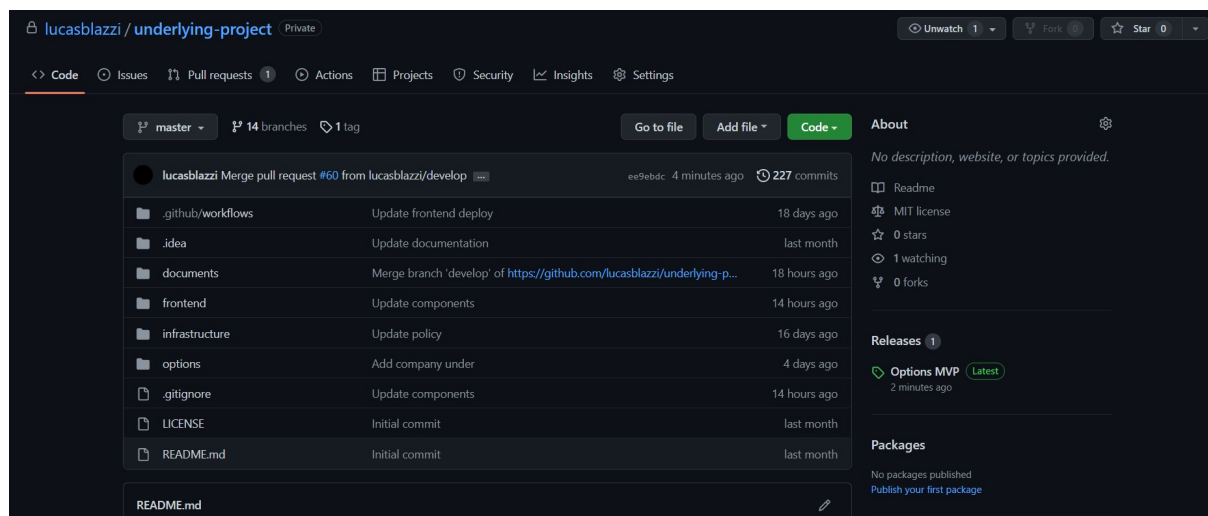 lucasblazzi / underlying-project Private
Unwatch 1
Fork 0
Star 0
<> Code
Issues
Pull requests 1
Actions
Projects
Security
Insights
Settings
master
14 branches
1 tag
Go to file
Add file
Code
lucasblazzi Merge pull request #60 from lucasblazzi/develop ...
ee9ebdc 4 minutes ago
227 commits
.github/workflows Update frontend deploy 18 days ago
.idea Update documentation last month
documents Merge branch 'develop' of https://github.com/lucasblazzi/underlying-p... 18 hours ago
frontend Update components 14 hours ago
infrastructure Update policy 16 days ago
options Add company under 4 days ago
.gitignore Update components 14 hours ago
LICENSE Initial commit last month
README.md Initial commit last month
README.md
About
No description, website, or topics provided.
Readme
MIT license
0 stars
1 watching
0 forks
Releases 1
Options MVP Latest
2 minutes ago
Packages
No packages published
Publish your first package